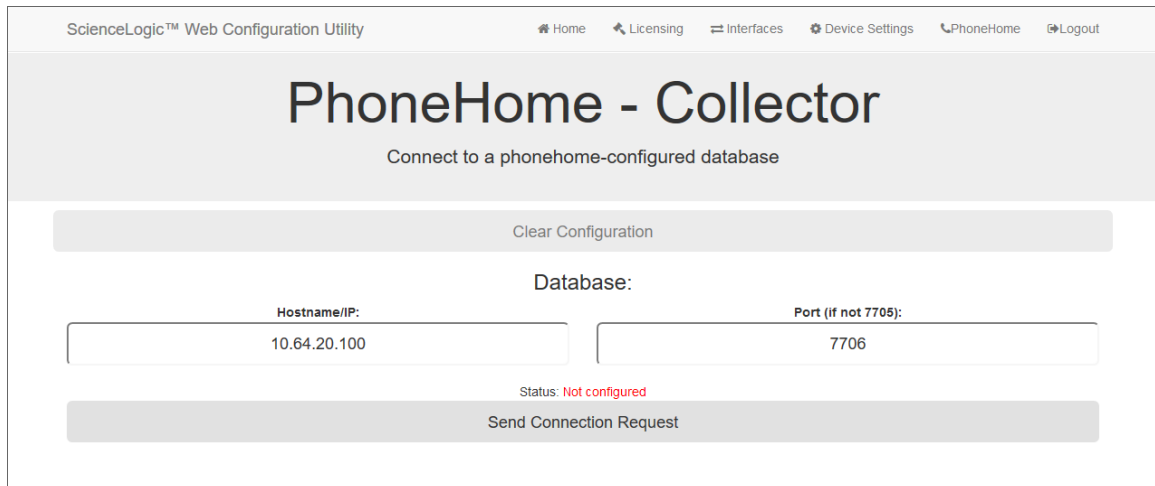 ScienceLogic™ Web Configuration Utility Home Licensing Interfaces Device Settings PhoneHome Logout
PhoneHome - Collector
Connect to a phonehome-configured database
Clear Configuration
Database:
Hostname/IP: Port (if not 7705):
10.64.20.100 7706
Status: Not configured
Send Connection Request